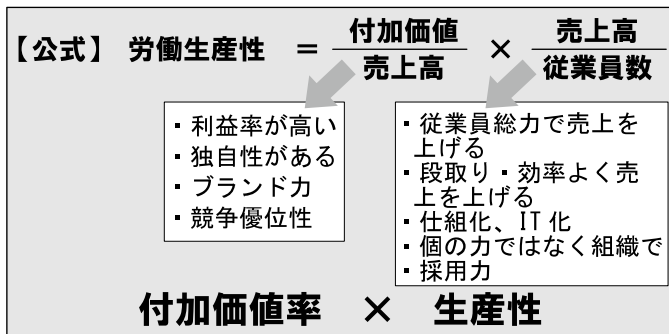 【公式】 労働生産性 = 付加価値/売上高 × 売上高/従業員数
・利益率が高い
・独自性がある
・ブランド力
・競争優位性
・従業員総力で売上を
上げる
・段取り・効率よく売
上を上げる
・仕組化、IT化
・個の力ではなく組織で
・採用力
付加価値率 × 生産性